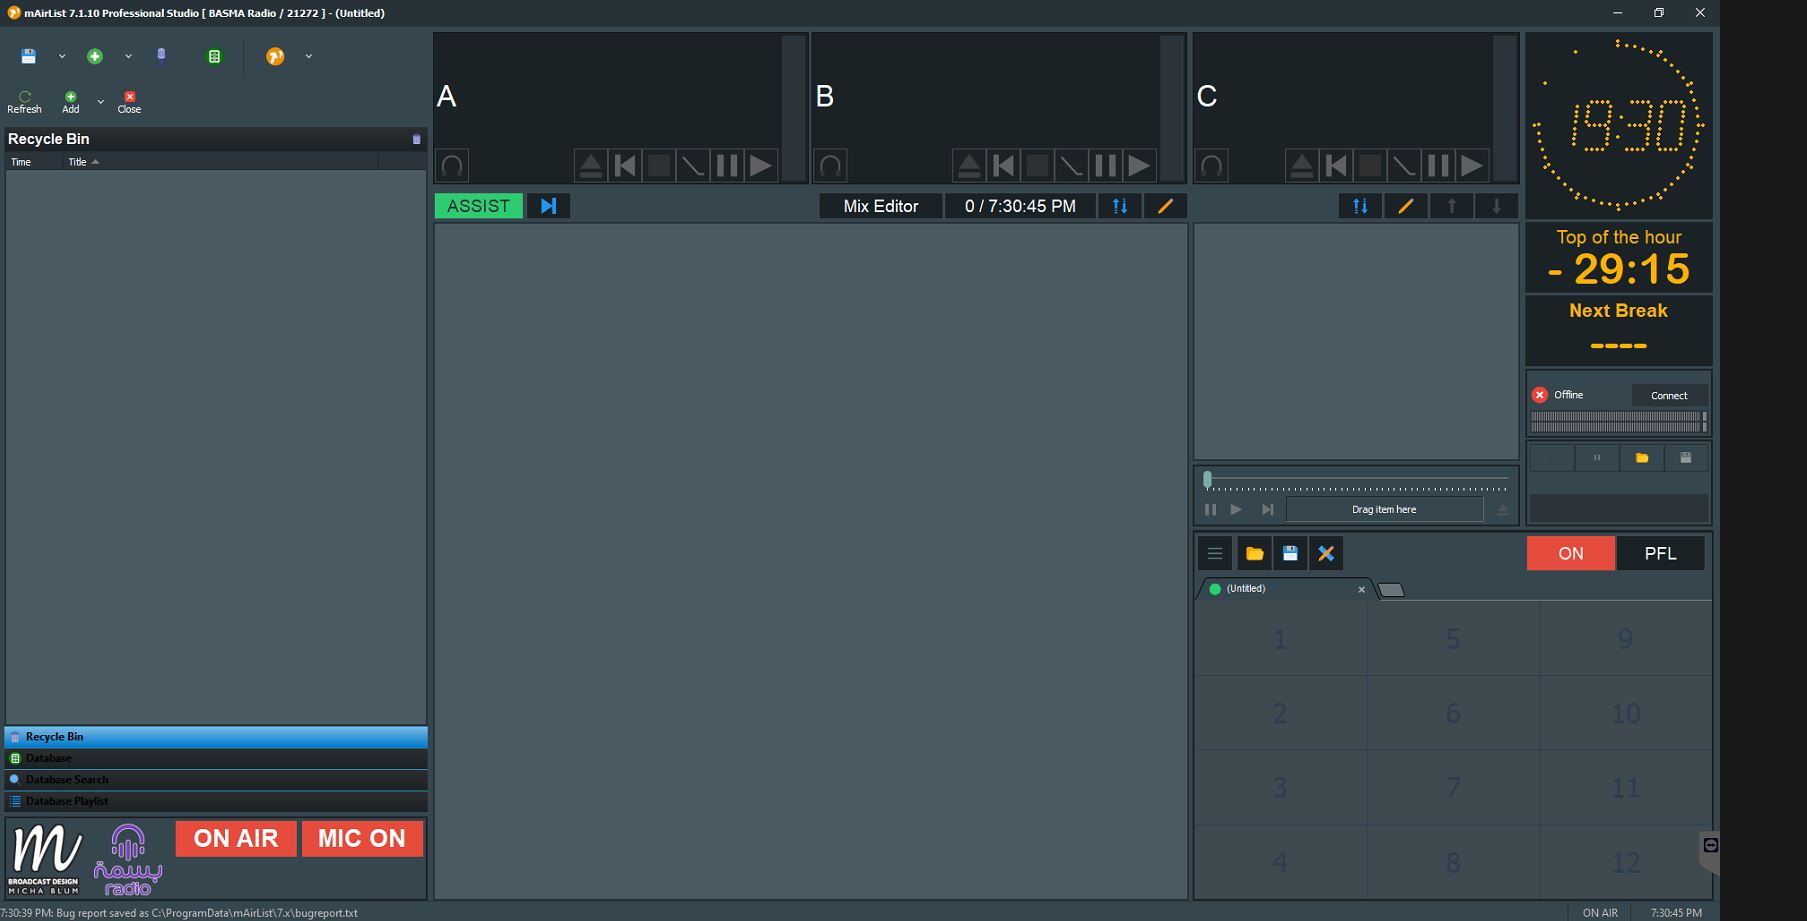 mAirList 7.1.10 Professional Studio [ BASMA Radio / 21272 ] - (Untitled)
Refresh
Add
Close
Recycle Bin
Time
Title
A
B
C
19:30
ASSIST
Mix Editor
0 / 7:30:45 PM
Top of the hour
- 29:15
Next Break
----
Offline
Connect
Drag item here
ON
PFL
(Untitled)
1
5
9
2
6
10
3
7
11
4
8
12
Recycle Bin
Database
Database Search
Database Playlist
m
BROADCAST DESIGN
MICHA BLUM
بسمة
radio
ON AIR
MIC ON
7:30:39 PM: Bug report saved as C:\ProgramData\mAirList\7.x\bugreport.txt
ON AIR
7:30:45 PM